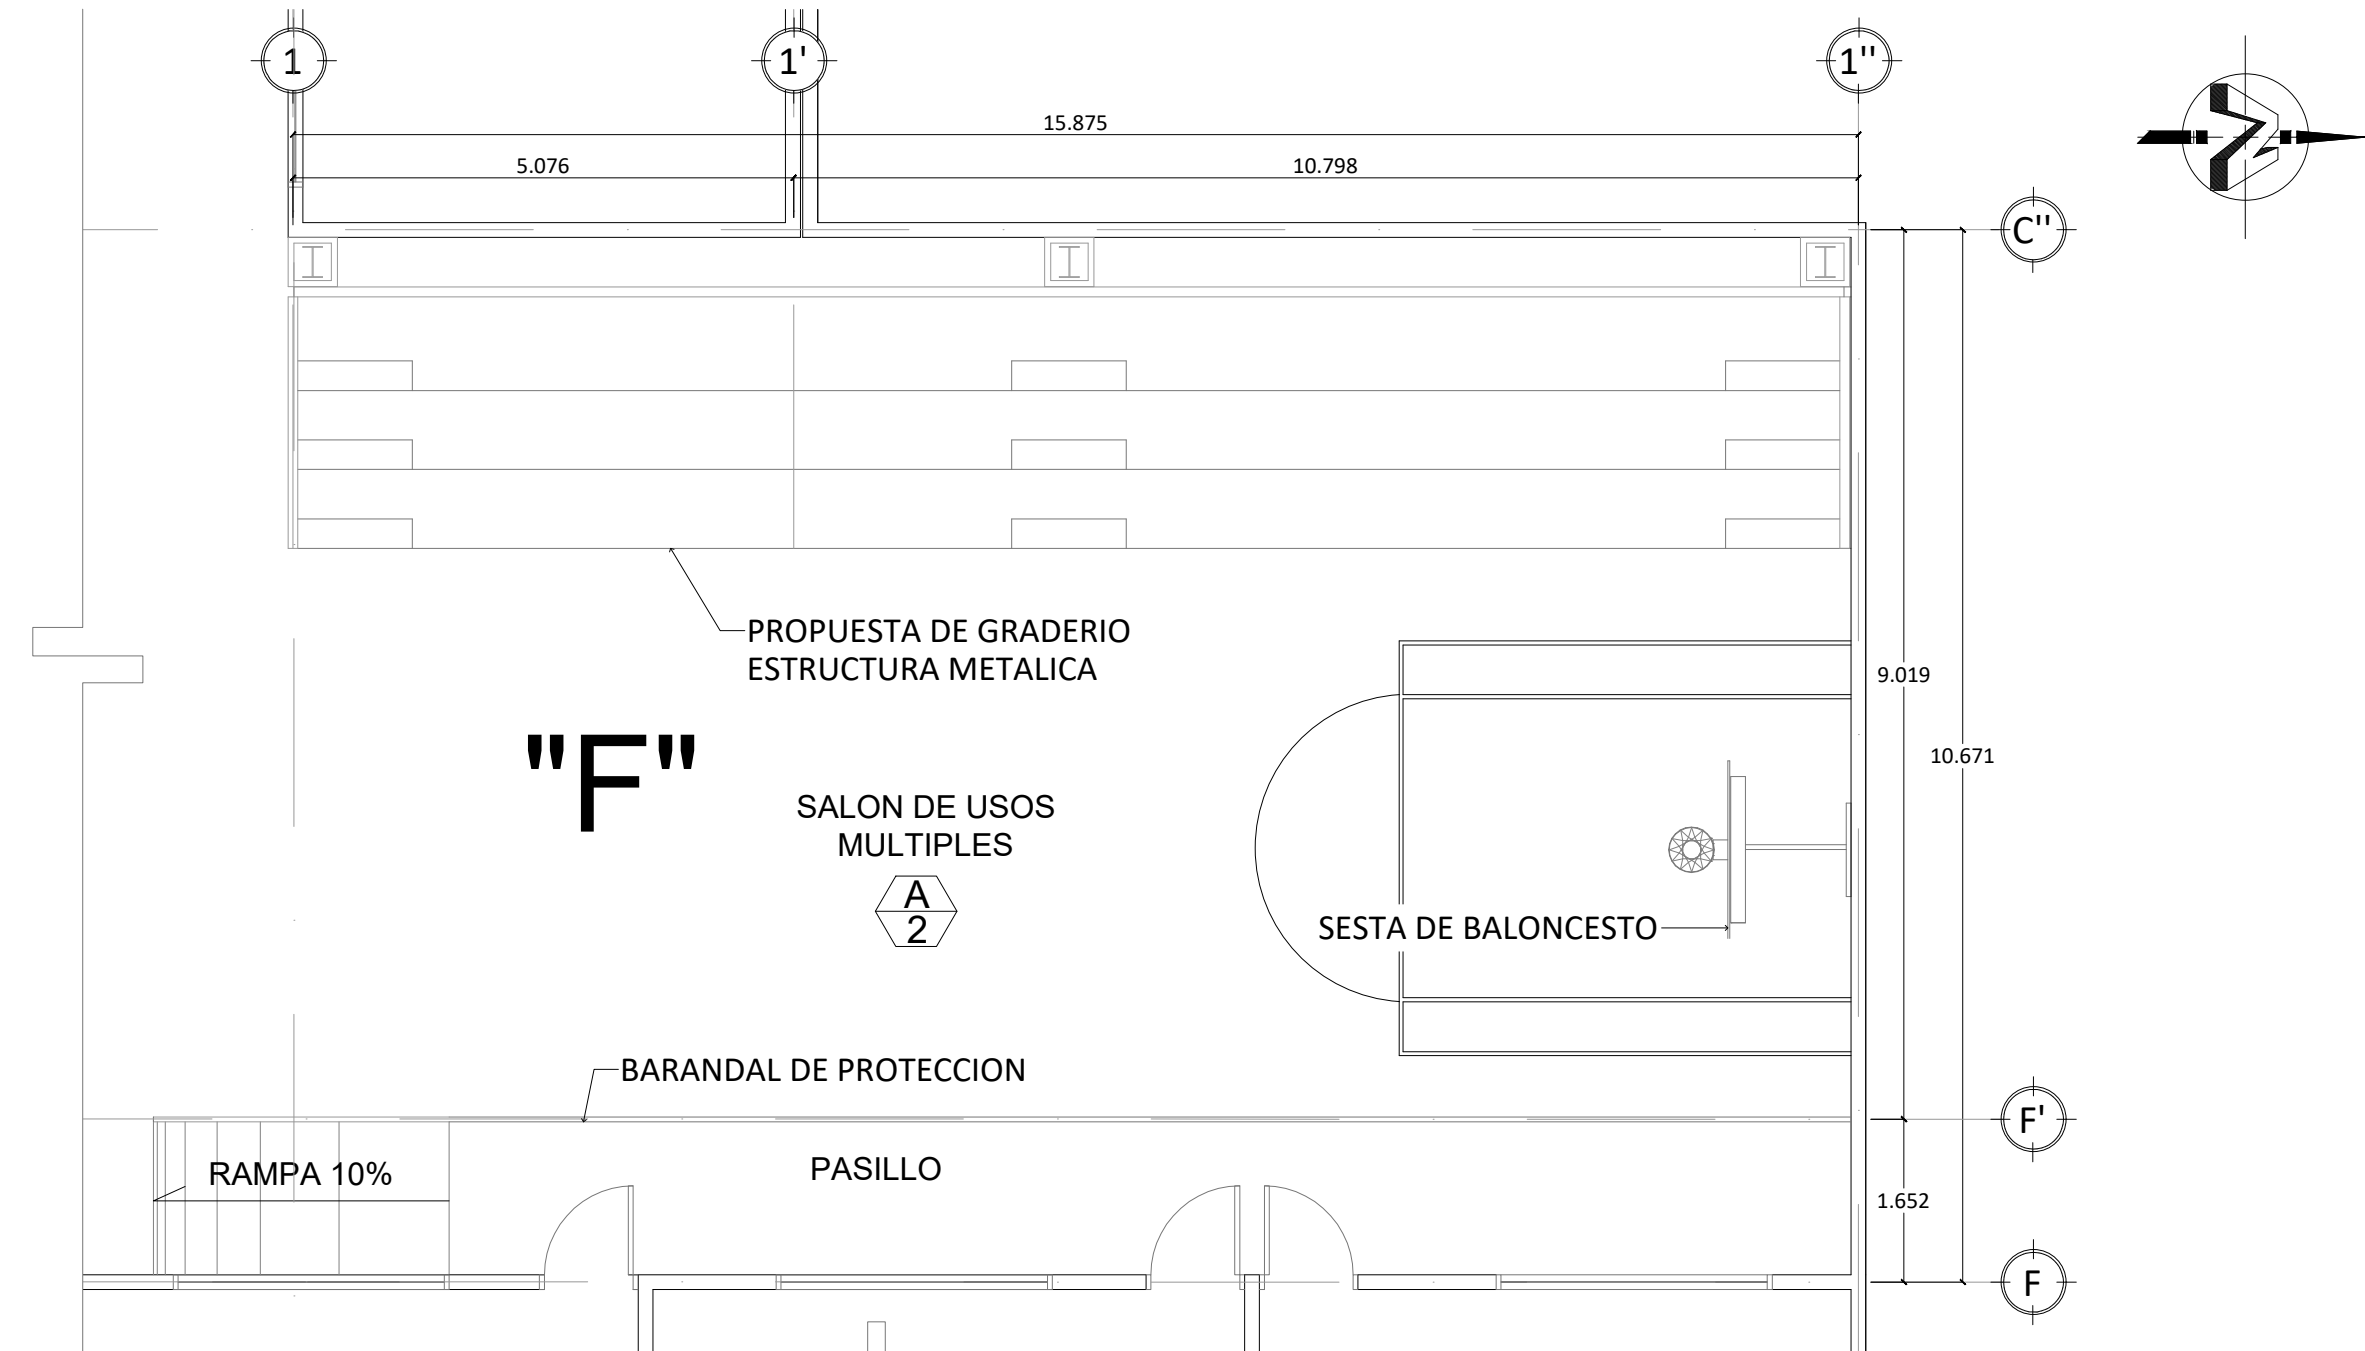 1
1'
1''
15.875
5.076
10.798
C''
PROPUESTA DE GRADERIO
ESTRUCTURA METALICA
9.019
10.671
"F"
SALON DE USOS
MULTIPLES
A
2
SESTA DE BALONCESTO
BARANDAL DE PROTECCION
F'
RAMPA 10%
PASILLO
1.652
F
N